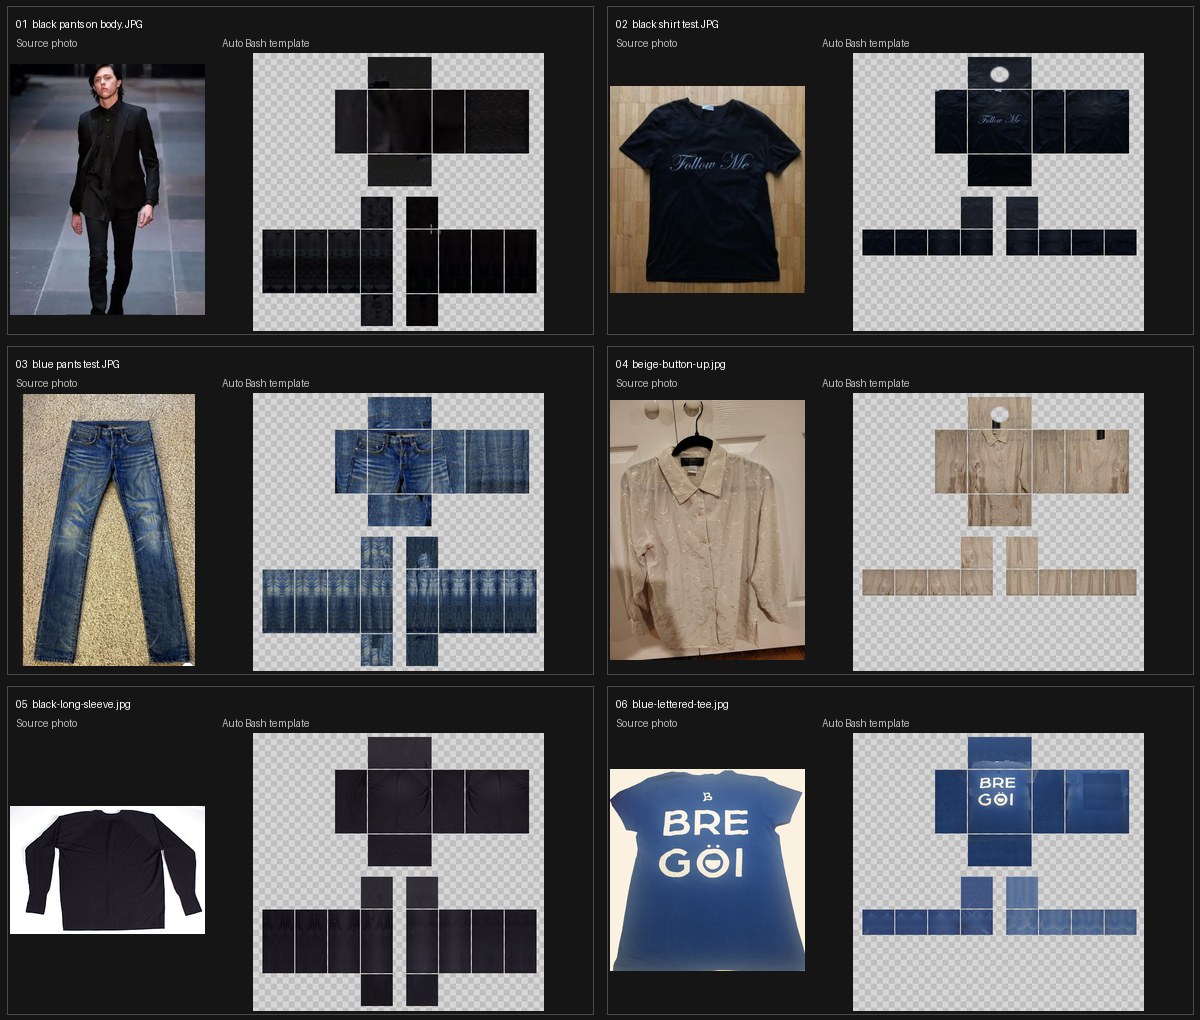 01 black pants on body.JPG
Source photo
Auto Bash template
02 black shirt test.JPG
Source photo
Auto Bash template
Follow Me
Follow Me
03 blue pants test.JPG
Source photo
Auto Bash template
04 beige-button-up.jpg
Source photo
Auto Bash template
05 black-long-sleeve.jpg
Source photo
Auto Bash template
06 blue-lettered-tee.jpg
Source photo
Auto Bash template
B
BRE
GÖI
BRE
GÖI